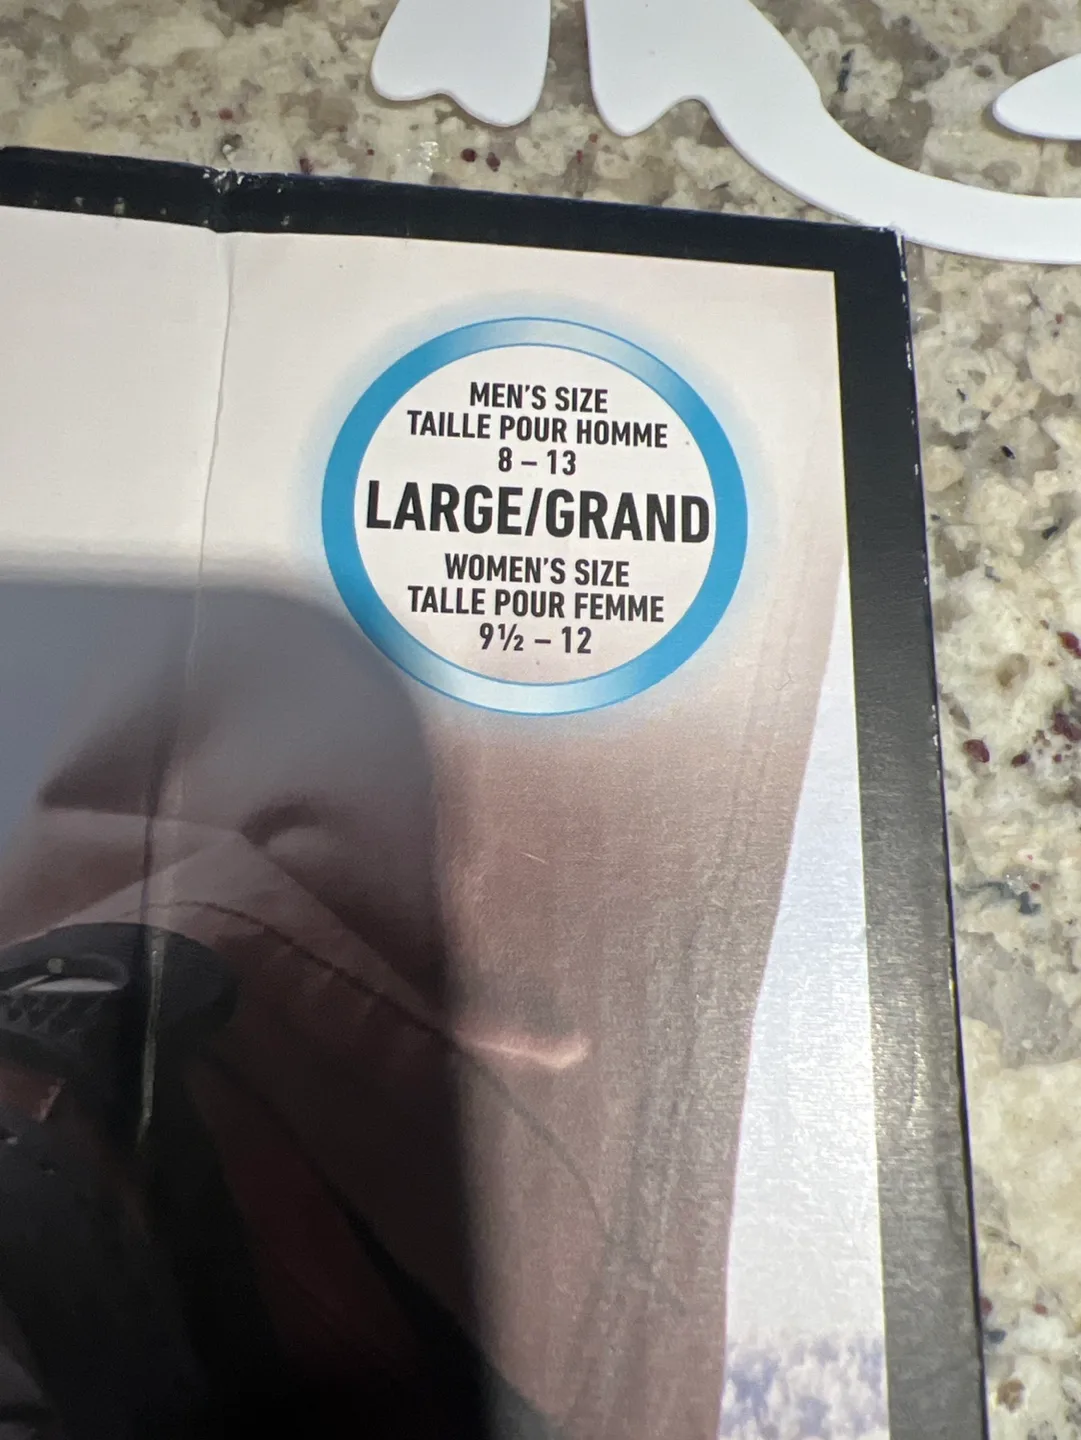 MEN'S SIZE
TAILLE POUR HOMME
8 – 13
LARGE/GRAND
WOMEN'S SIZE
TALLE POUR FEMME
9½ – 12